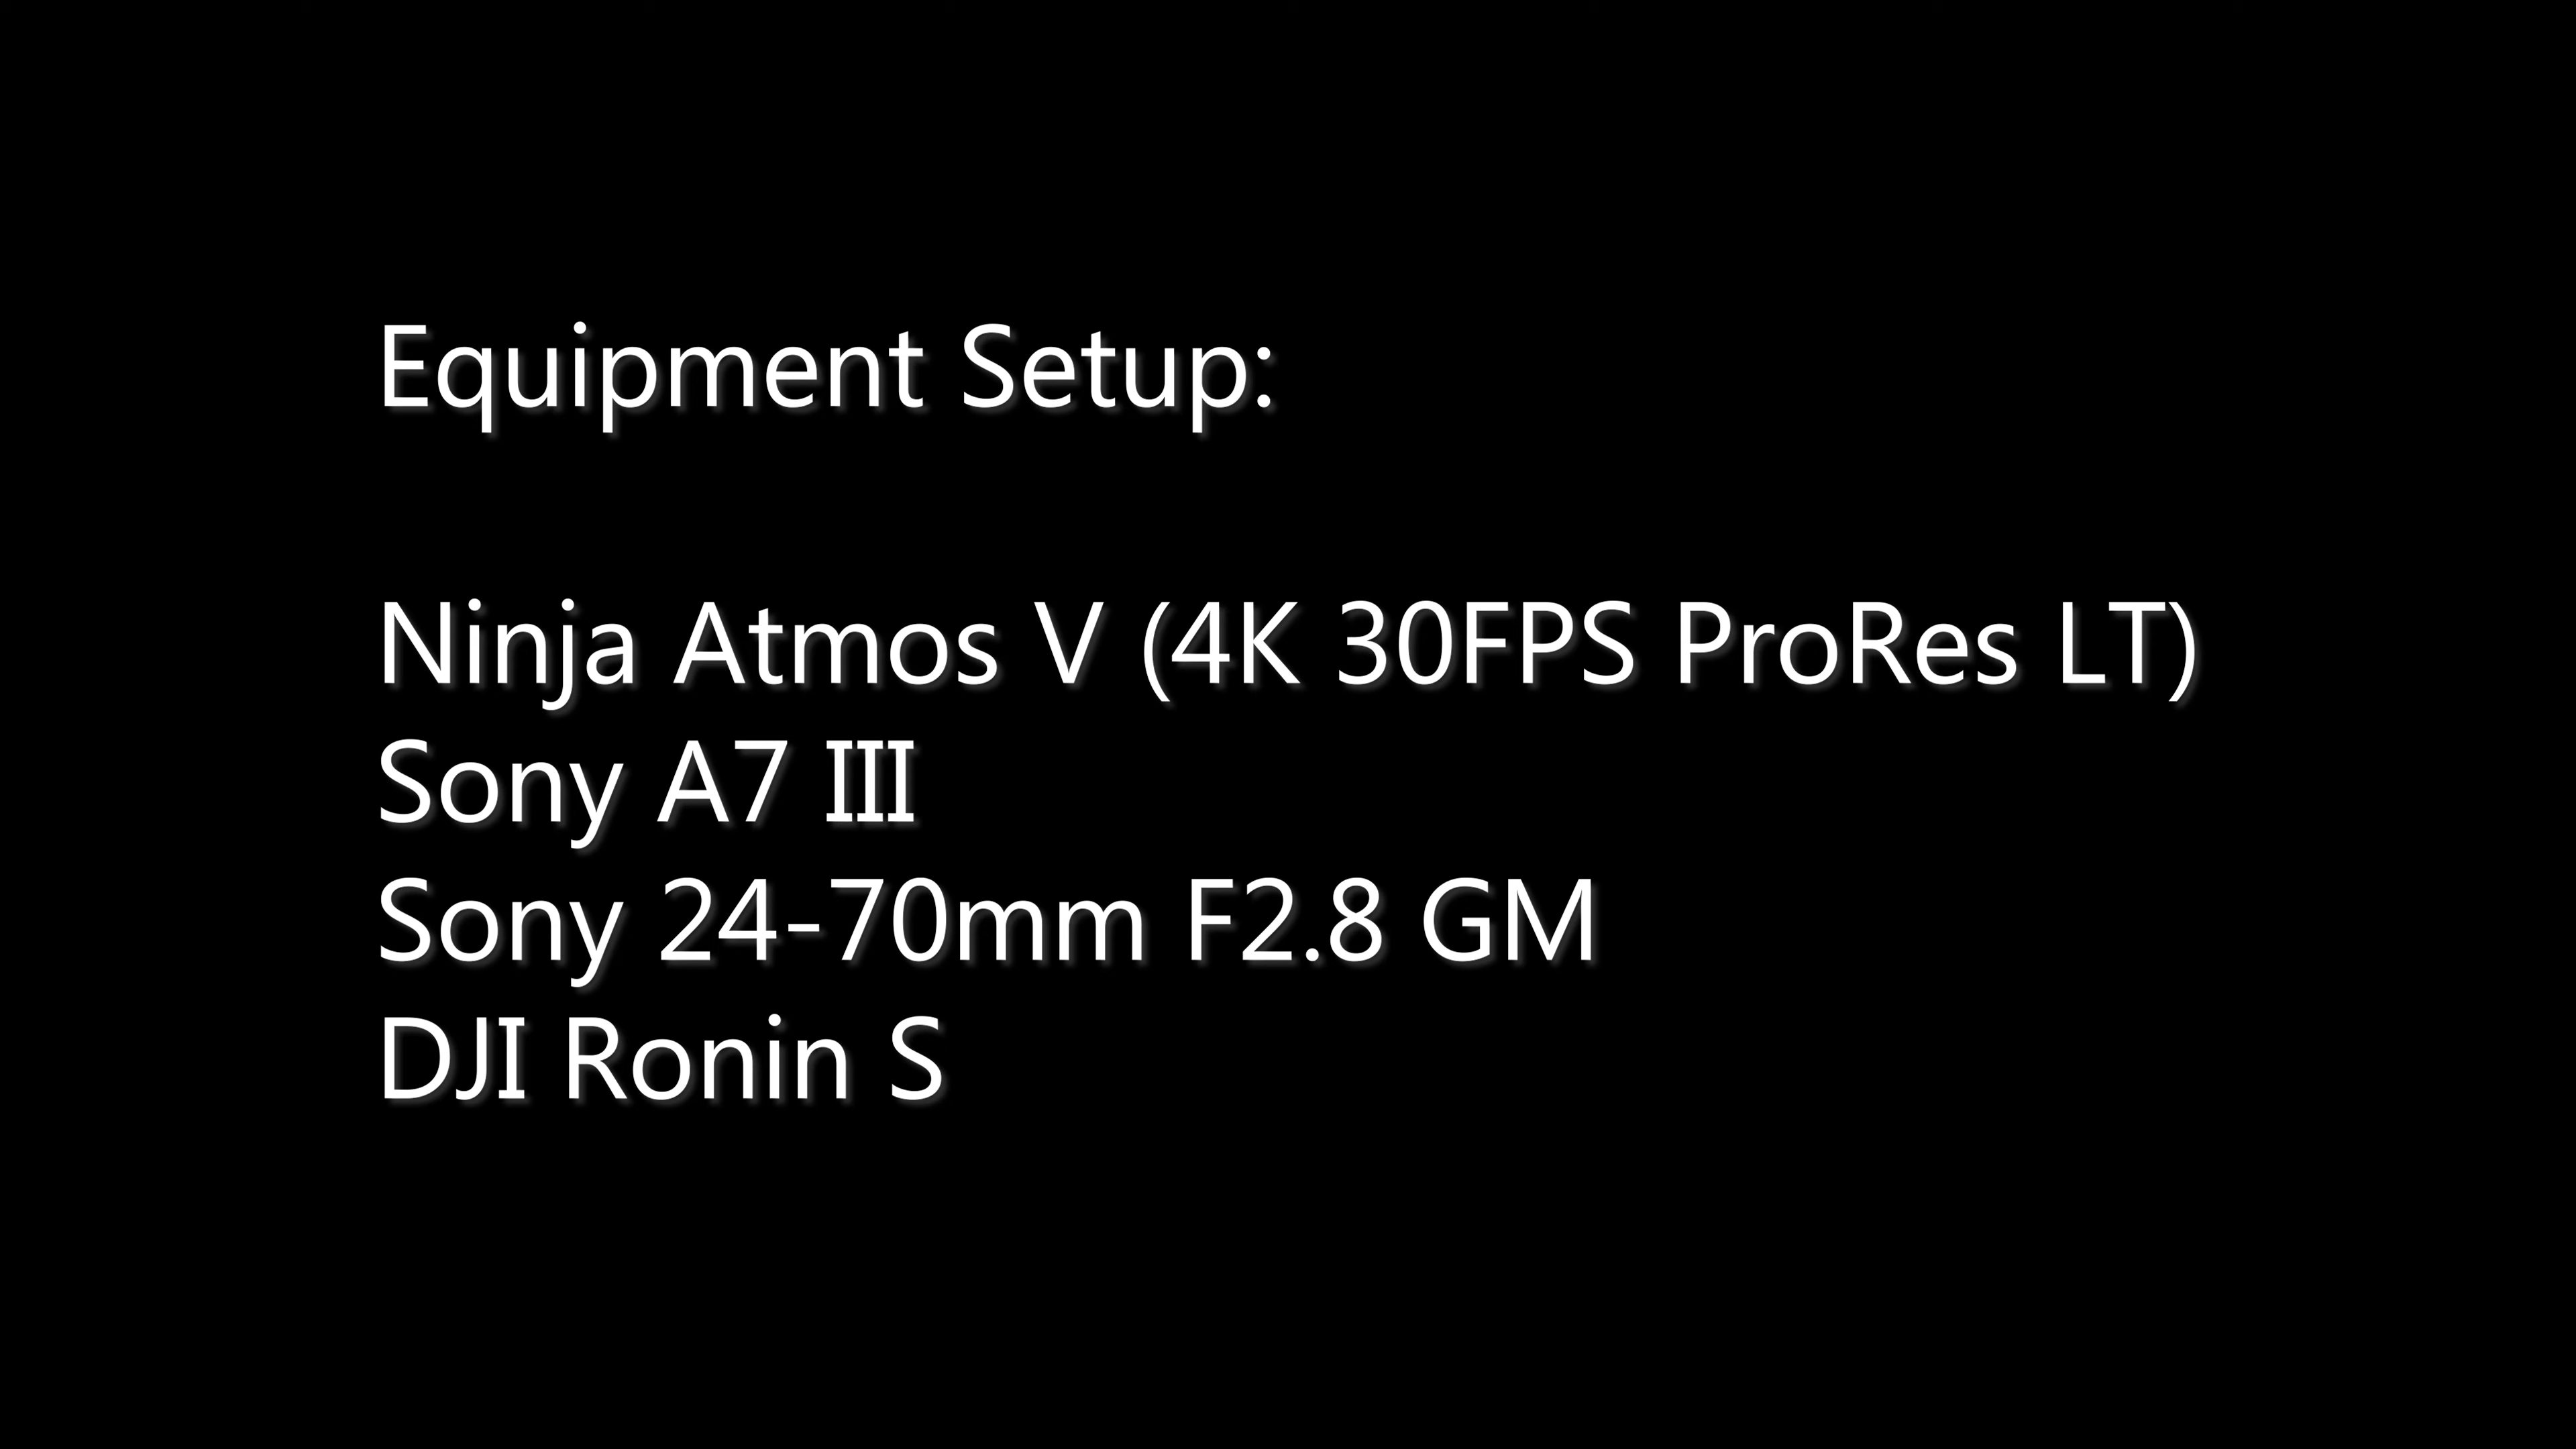 Equipment Setup:
Ninja Atmos V (4K 30FPS ProRes LT)
Sony A7 III
Sony 24-70mm F2.8 GM
DJI Ronin S